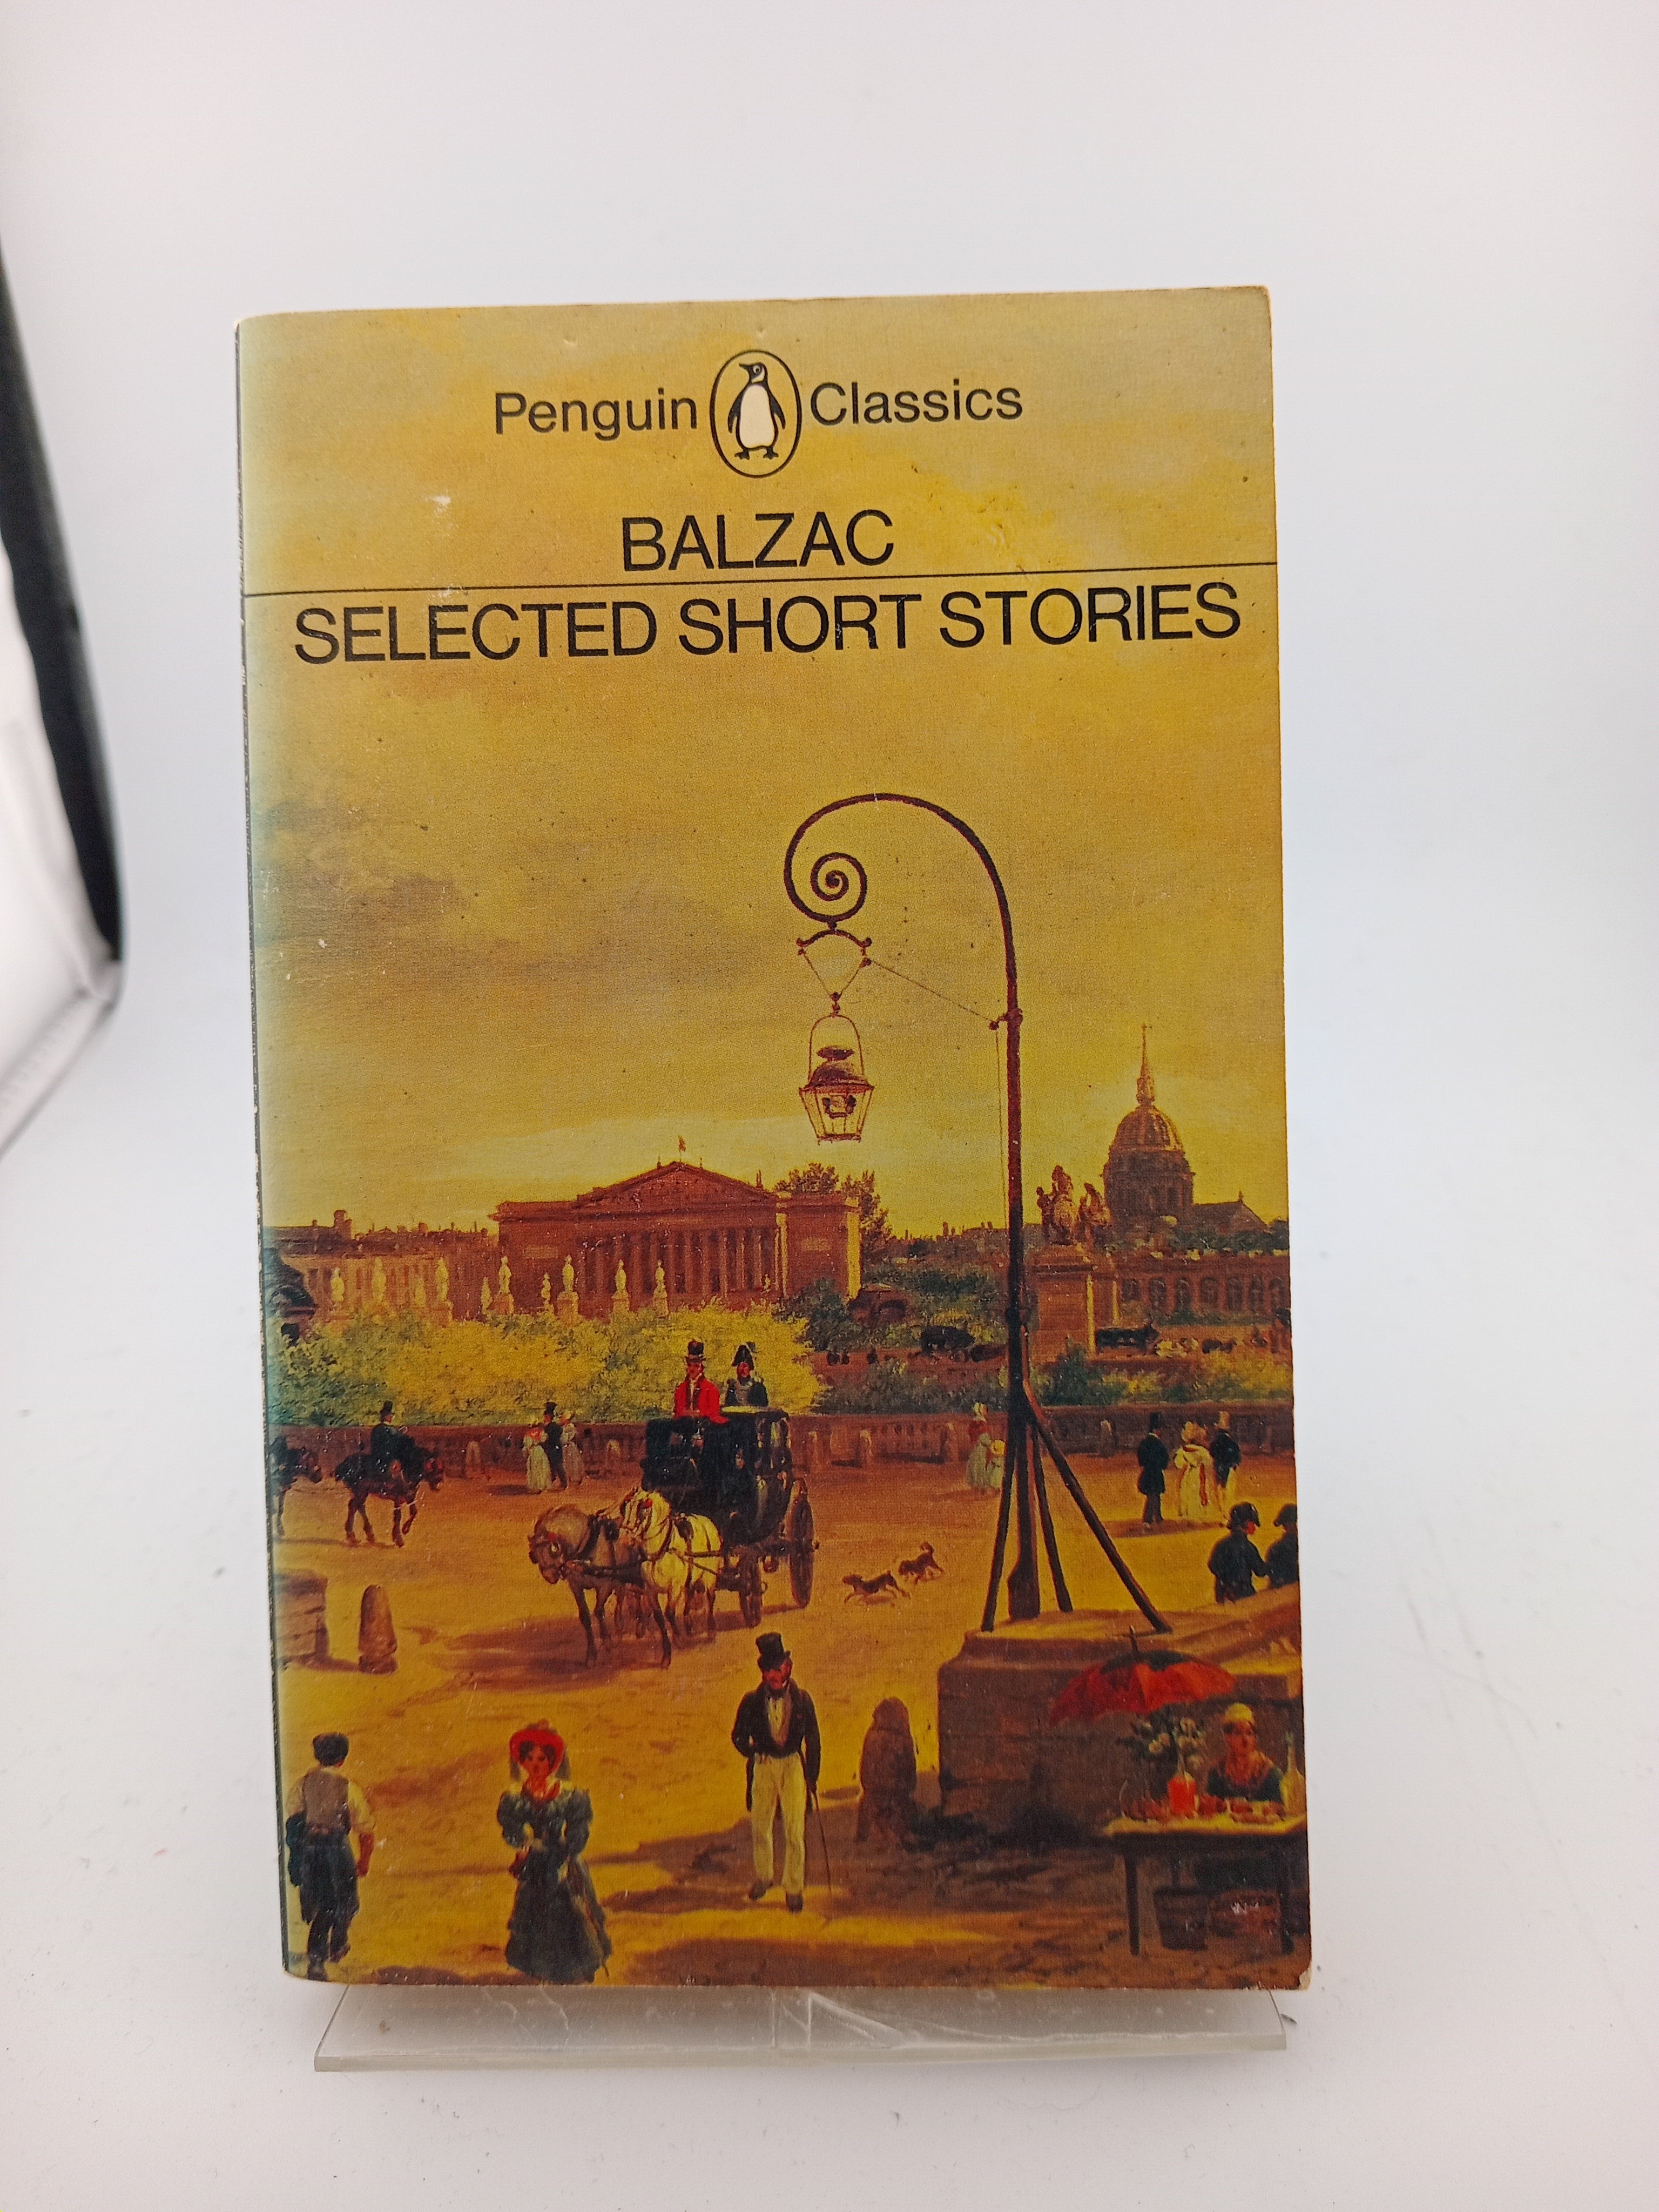 Penguin Classics
BALZAC
SELECTED SHORT STORIES